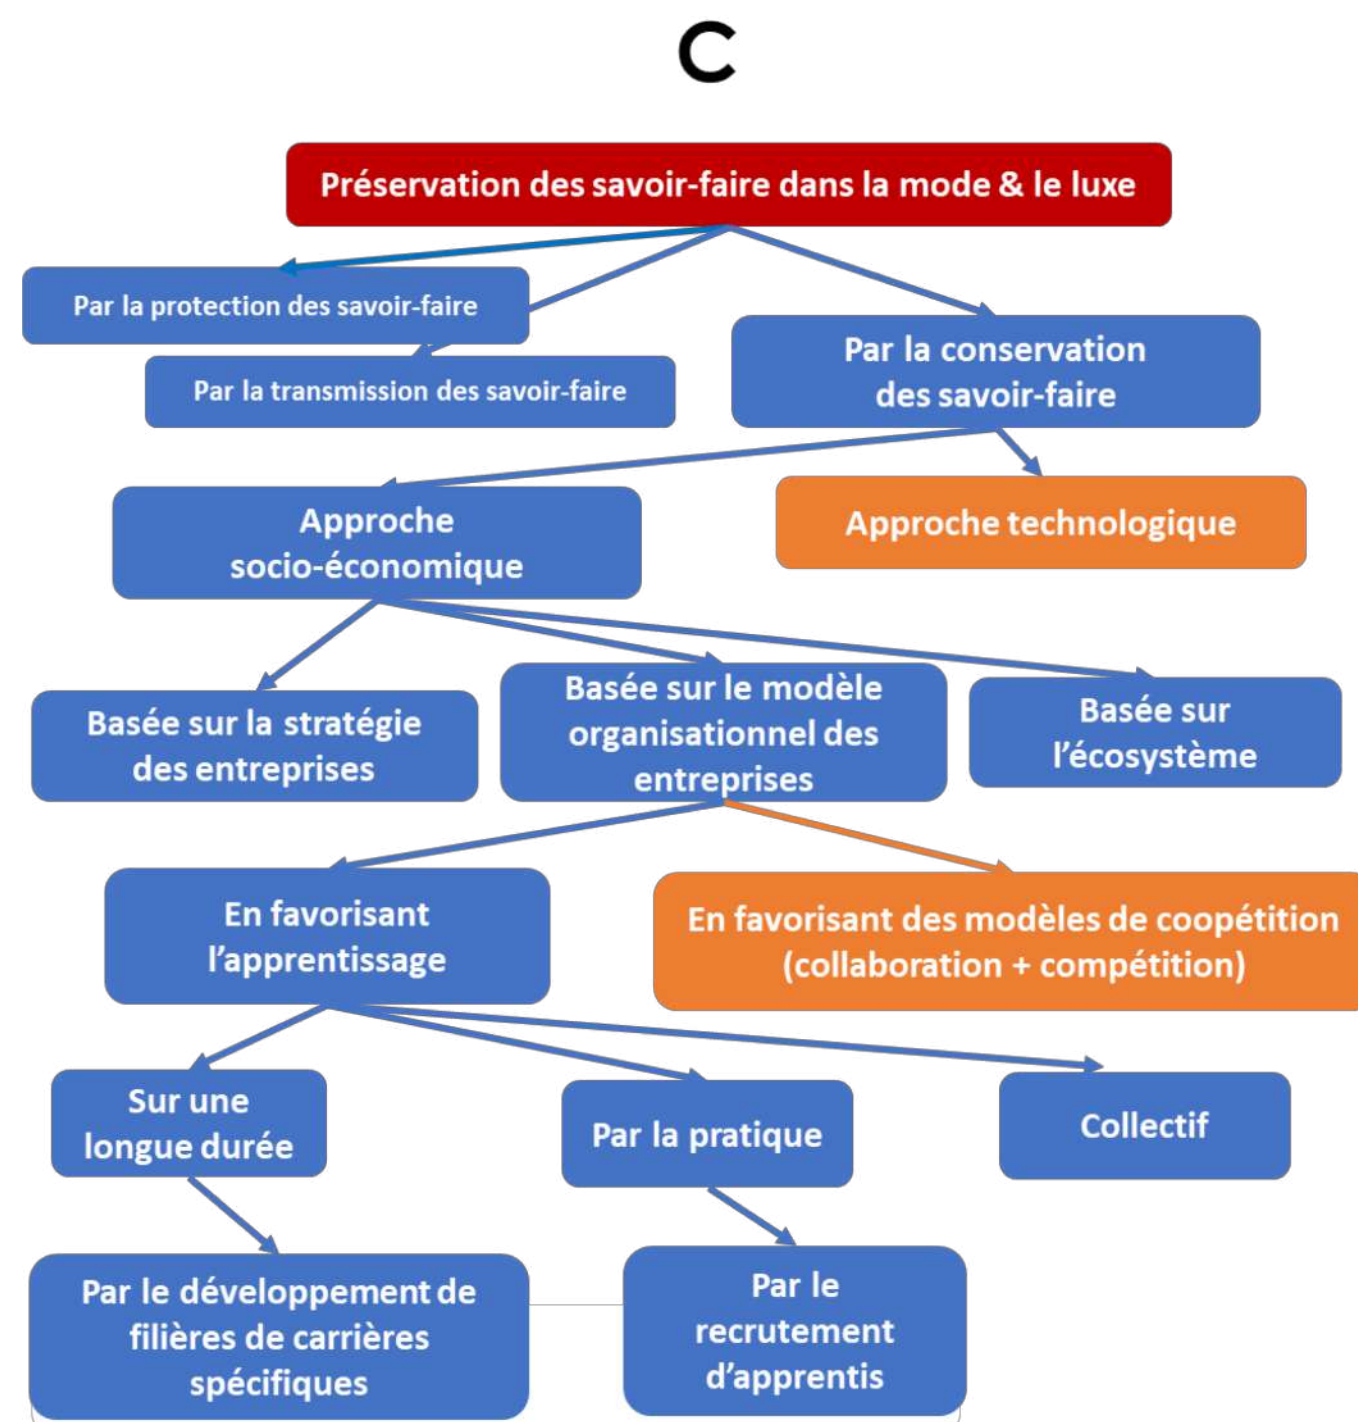 C
Préservation des savoir-faire dans la mode & le luxe
Par la protection des savoir-faire
Par la transmission des savoir-faire
Par la conservation
des savoir-faire
Approche
socio-économique
Approche technologique
Basée sur la stratégie
des entreprises
Basée sur le modèle
organisationnel des
entreprises
Basée sur
l’écosystème
En favorisant
l’apprentissage
En favorisant des modèles de coopétition
(collaboration + compétition)
Sur une
longue durée
Par la pratique
Collectif
Par le développement de
filières de carrières
spécifiques
Par le
recrutement
d’apprentis